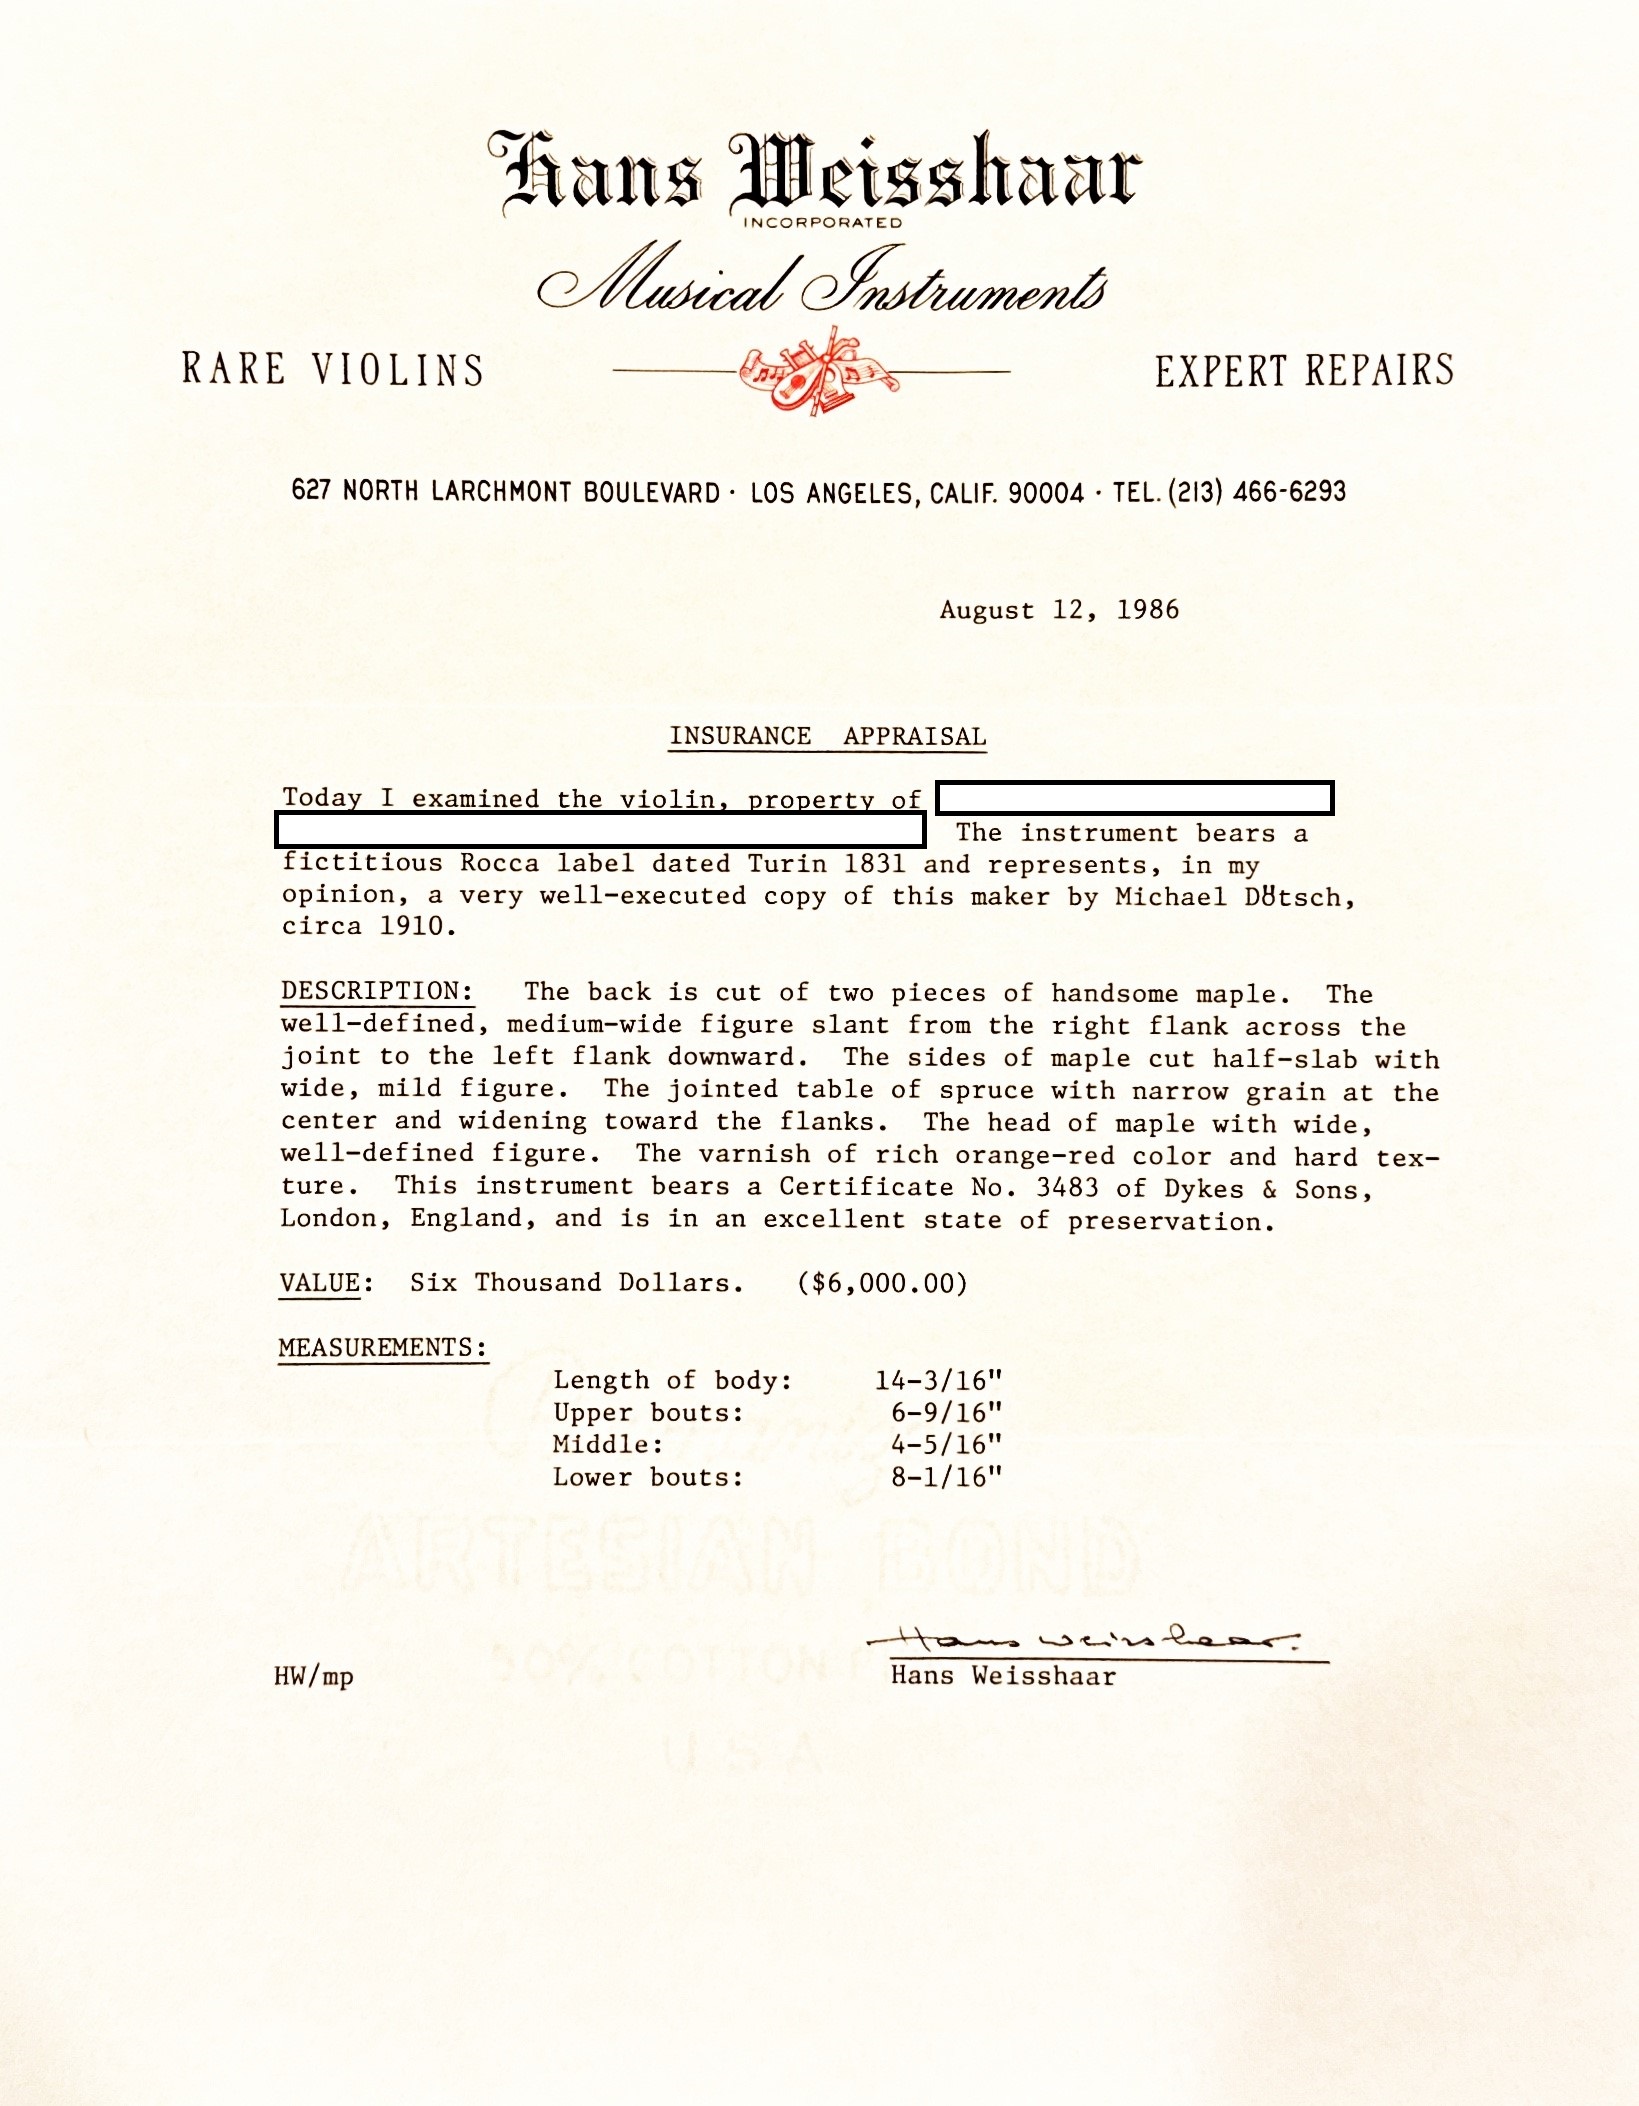 Hans Weisshaar
INCORPORATED
Musical Instruments
RARE VIOLINS EXPERT REPAIRS
627 NORTH LARCHMONT BOULEVARD · LOS ANGELES, CALIF. 90004 · TEL. (213) 466-6293
August 12, 1986
INSURANCE APPRAISAL
Today I examined the violin, property of
The instrument bears a
fictitious Rocca label dated Turin 1831 and represents, in my
opinion, a very well-executed copy of this maker by Michael Dötsch,
circa 1910.
DESCRIPTION: The back is cut of two pieces of handsome maple. The
well-defined, medium-wide figure slant from the right flank across the
joint to the left flank downward. The sides of maple cut half-slab with
wide, mild figure. The jointed table of spruce with narrow grain at the
center and widening toward the flanks. The head of maple with wide,
well-defined figure. The varnish of rich orange-red color and hard tex-
ture. This instrument bears a Certificate No. 3483 of Dykes & Sons,
London, England, and is in an excellent state of preservation.
VALUE: Six Thousand Dollars. ($6,000.00)
MEASUREMENTS:
Length of body: 14-3/16"
Upper bouts: 6-9/16"
Middle: 4-5/16"
Lower bouts: 8-1/16"
ARTESIAN BOND
COTTON
Hans Weisshaar.
HW/mp Hans Weisshaar
U S A